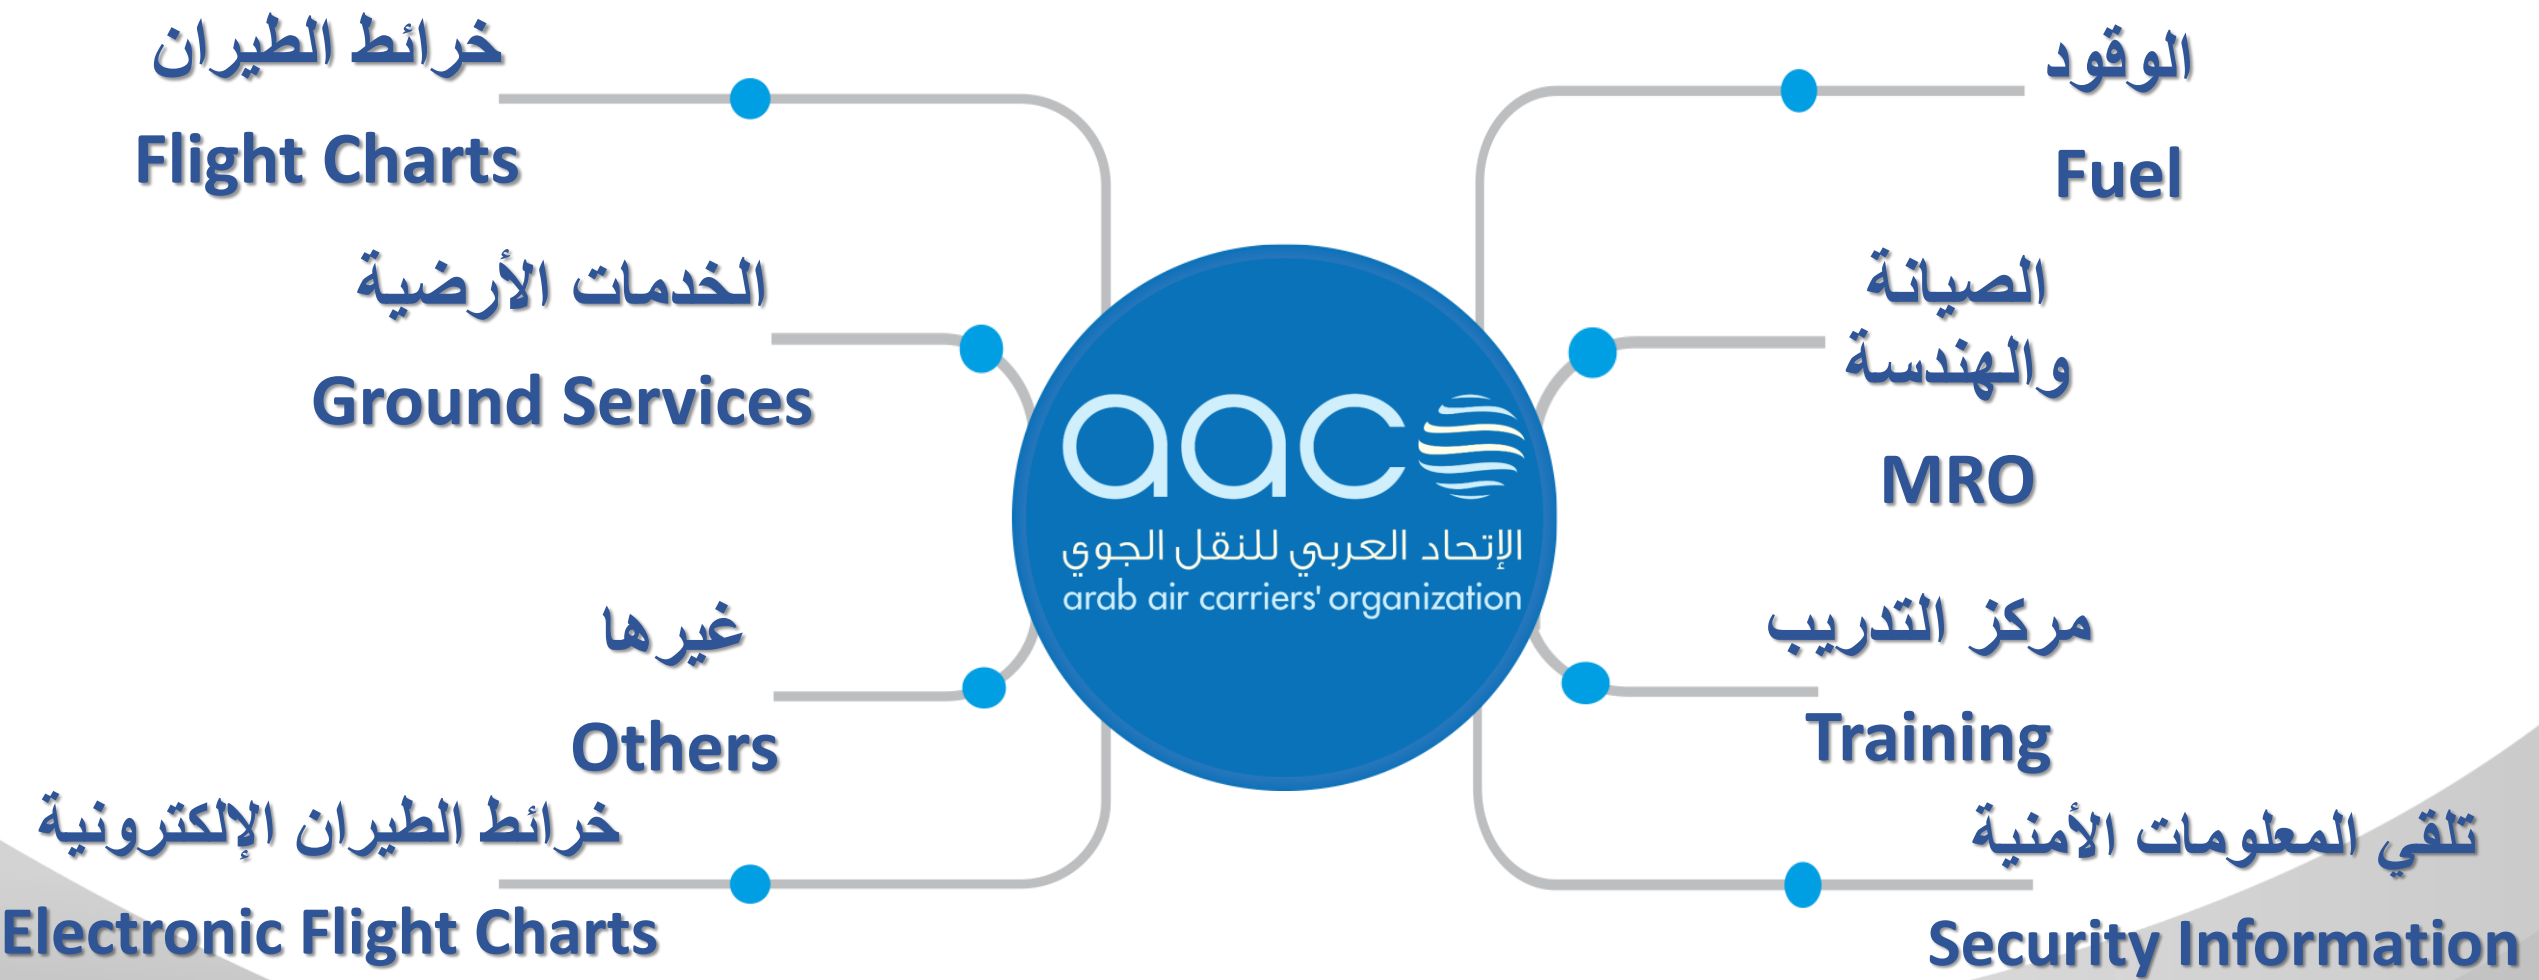 خرائط الطيران
Flight Charts
الخدمات الأرضية
Ground Services
غيرها
Others
خرائط الطيران الإلكترونية
Electronic Flight Charts
aaco
الإتحاد العربي للنقل الجوي
arab air carriers' organization
الوقود
Fuel
الصيانة
والهندسة
MRO
مركز التدريب
Training
تلقي المعلومات الأمنية
Security Information